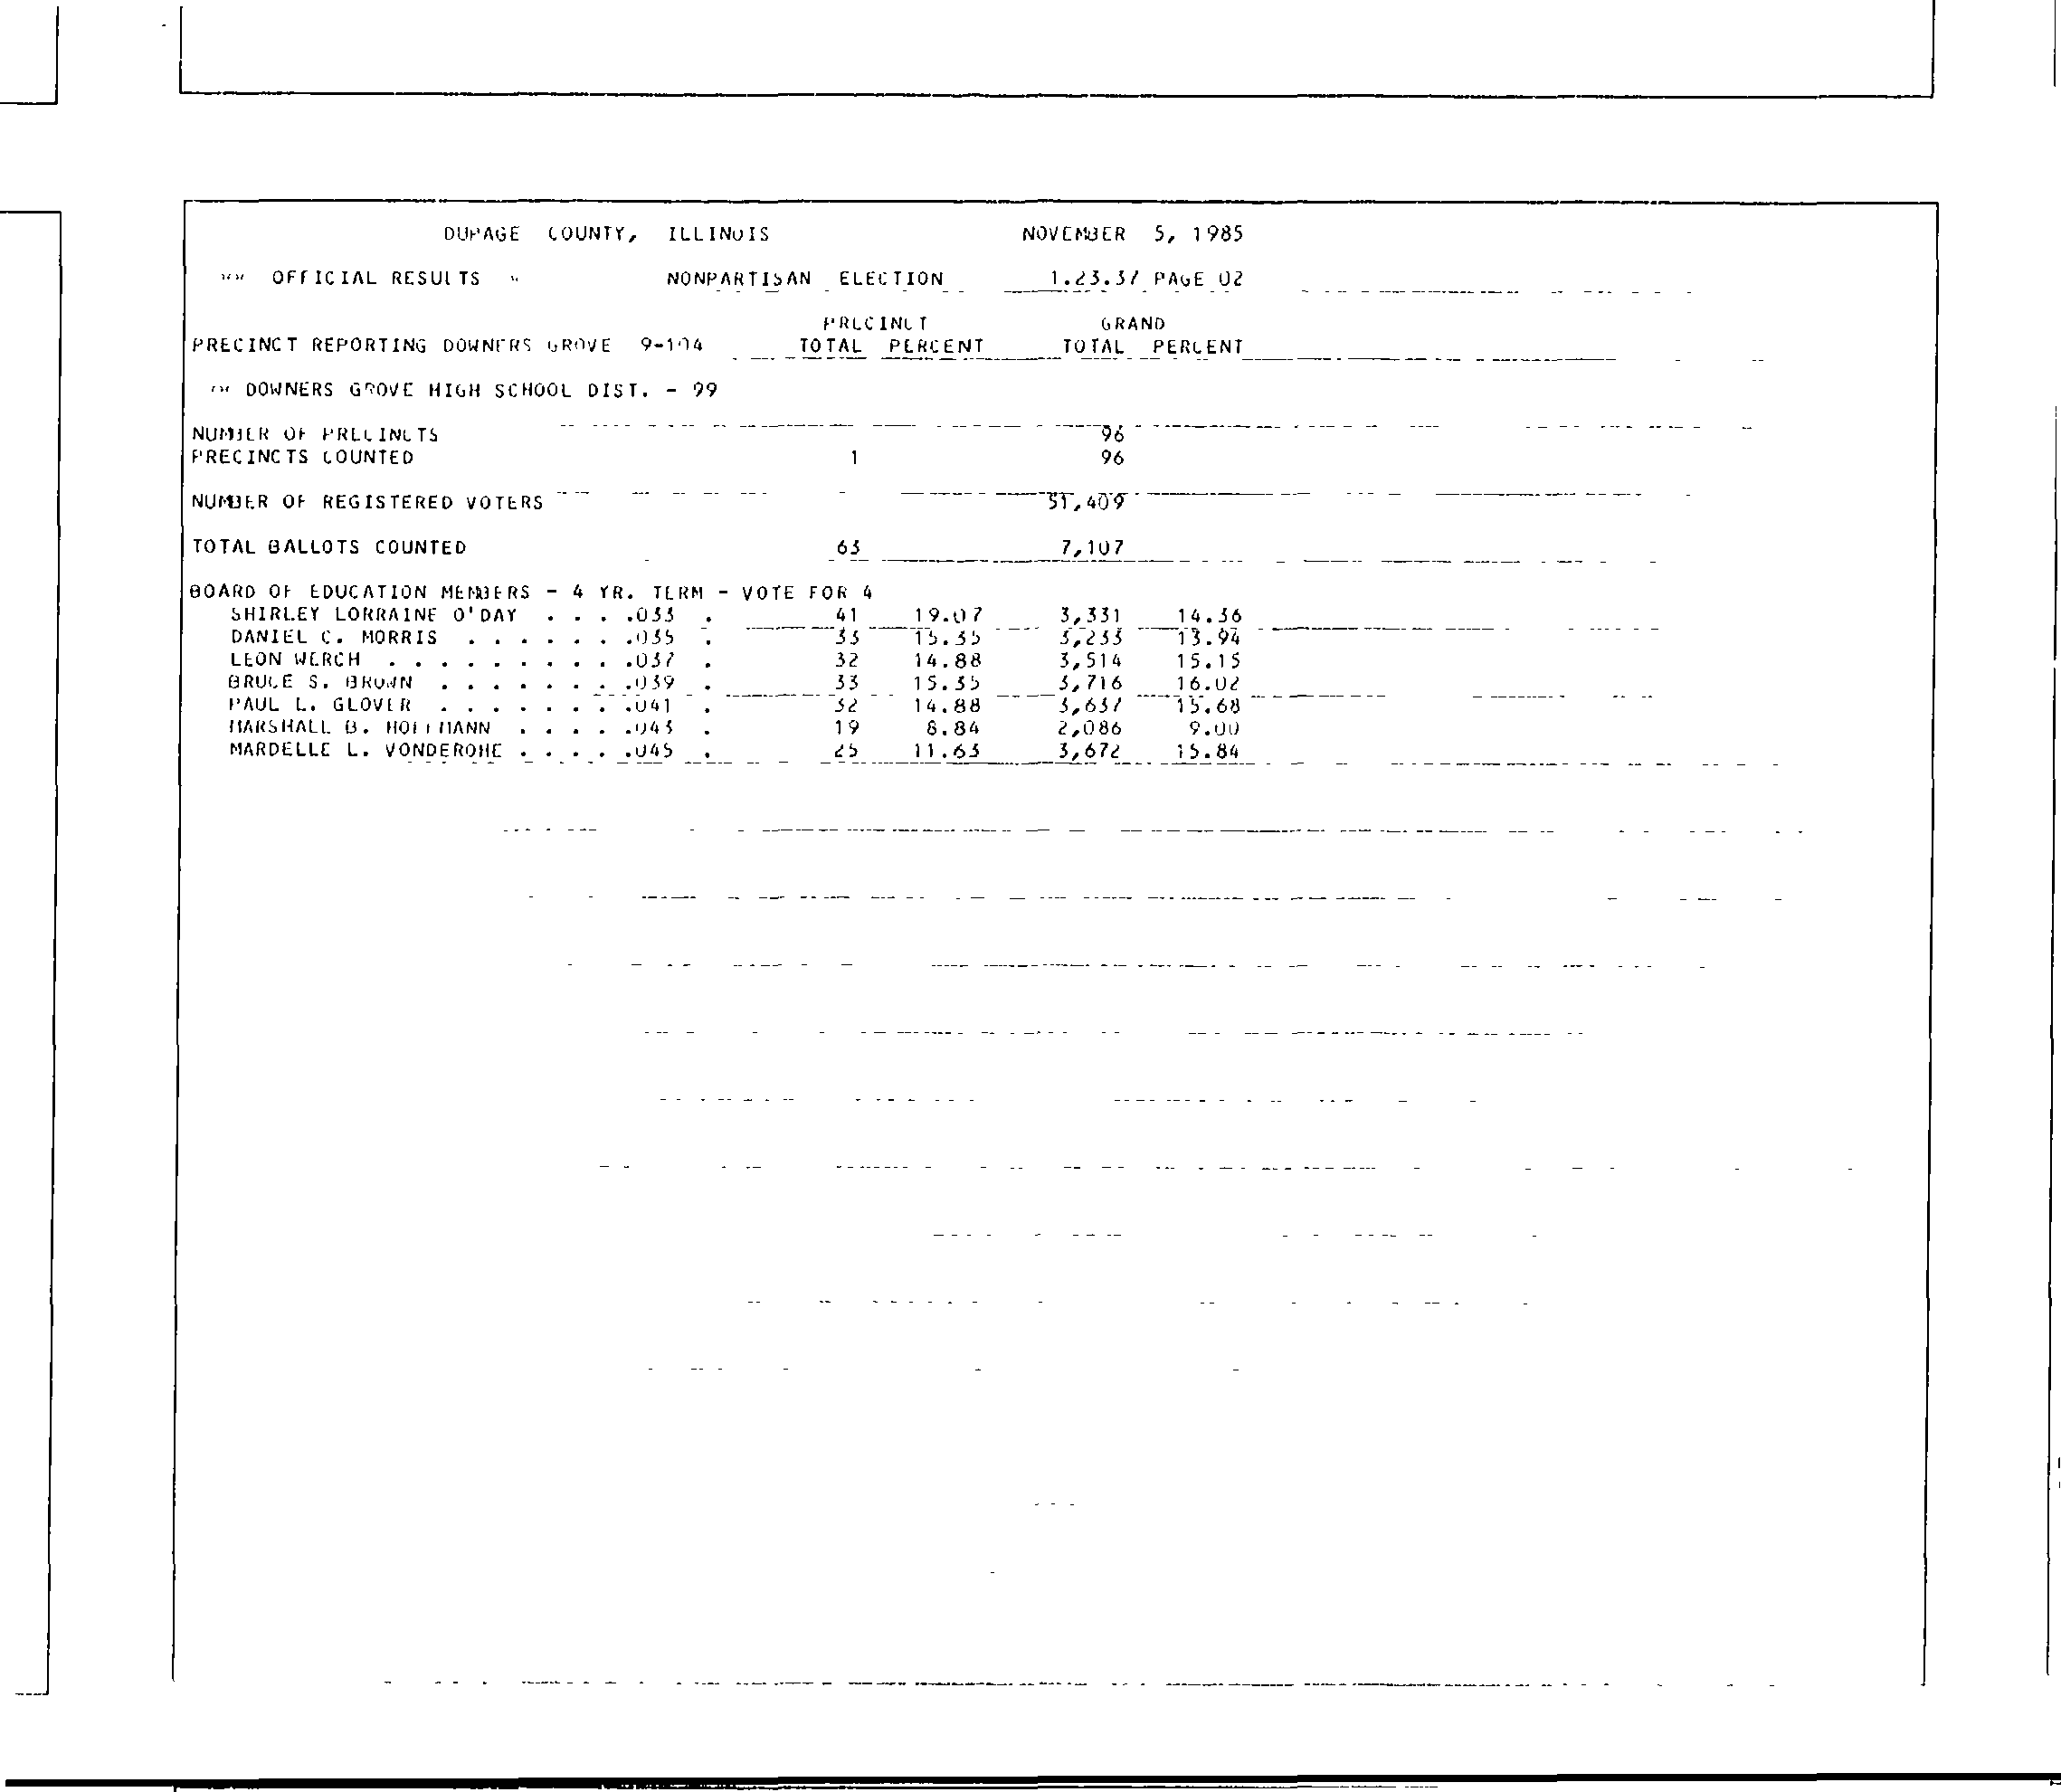 DUPAGE COUNTY, ILLINOIS NOVEMBER 5, 1985
** OFFICIAL RESULTS * NONPARTISAN ELECTION 1.23.37 PAGE 02
PRECINCT GRAND
PRECINCT REPORTING DOWNERS GROVE 9-104 TOTAL PERCENT TOTAL PERCENT
** DOWNERS GROVE HIGH SCHOOL DIST. - 99
NUMBER OF PRECINCTS 96
PRECINCTS COUNTED 1 96
NUMBER OF REGISTERED VOTERS 51,409
TOTAL BALLOTS COUNTED 63 7,107
BOARD OF EDUCATION MEMBERS - 4 YR. TERM - VOTE FOR 4
SHIRLEY LORRAINE O'DAY . . . .033 . 41 19.07 3,331 14.36
DANIEL C. MORRIS . . . . . . .035 . 33 15.35 3,233 13.94
LEON WERCH . . . . . . . . . .037 . 32 14.88 3,514 15.15
BRUCE S. BROWN . . . . . . . .039 . 33 15.35 3,716 16.02
PAUL L. GLOVER . . . . . . . .041 . 32 14.88 3,637 15.68
MARSHALL B. HOFFMANN . . . . .043 . 19 8.84 2,086 9.00
MARDELLE L. VONDEROHE . . . . .045 . 25 11.63 3,672 15.84